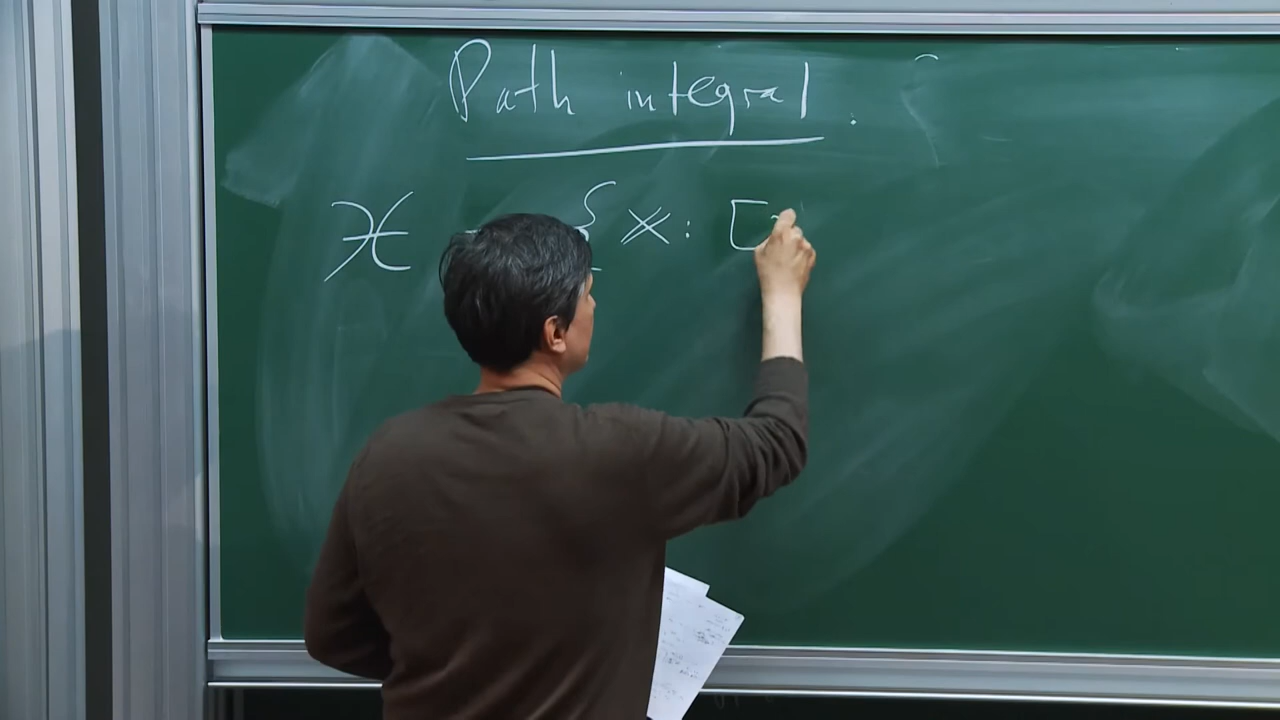 Path integral.
𝒳 = { 𝕏 : [